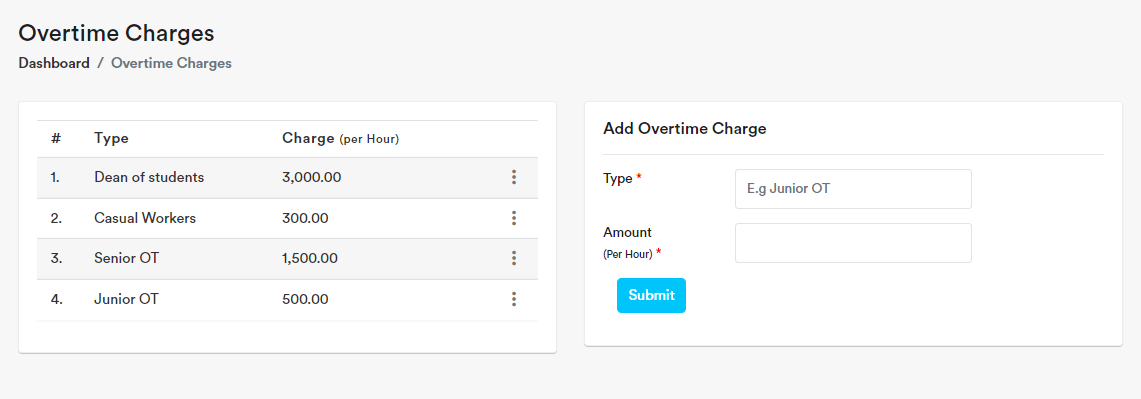 Overtime Charges
Dashboard / Overtime Charges
# Type Charge (per Hour)
1. Dean of students 3,000.00
2. Casual Workers 300.00
3. Senior OT 1,500.00
4. Junior OT 500.00
Add Overtime Charge
Type * E.g Junior OT
Amount
(Per Hour) *
Submit